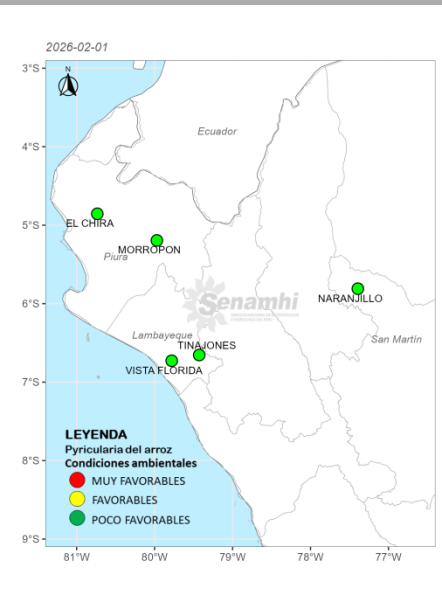 2026-02-01
3°S
N
4°S
Ecuador
5°S
EL CHIRA
MORROPON
Piura
6°S
Senamhi
NARANJILLO
Lambayeque
San Martín
TINAJONES
VISTA FLORIDA
7°S
LEYENDA
Pyricularia del arroz
Condiciones ambientales
8°S
MUY FAVORABLES
FAVORABLES
POCO FAVORABLES
9°S
81°W 80°W 79°W 78°W 77°W